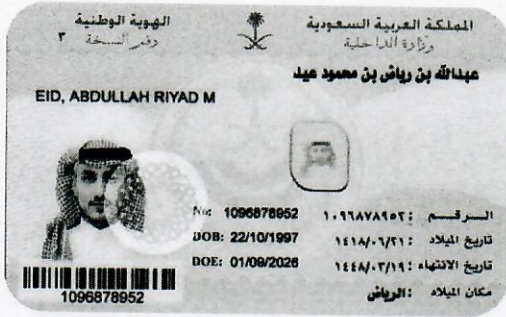 المملكة العربية السعودية
وزارة الداخلية
الهوية الوطنية
رقم النسخة ٣
عبدالله بن رياض بن محمود عيد
EID, ABDULLAH RIYAD M
الرقم : ١٠٩٦٨٧٨٩٥٢
No: 1096878952
تاريخ الميلاد : ١٤١٨/٠٦/٢١
DOB: 22/10/1997
تاريخ الانتهاء : ١٤٤٨/٠٣/١٩
DOE: 01/09/2026
مكان الميلاد : الرياض
1096878952